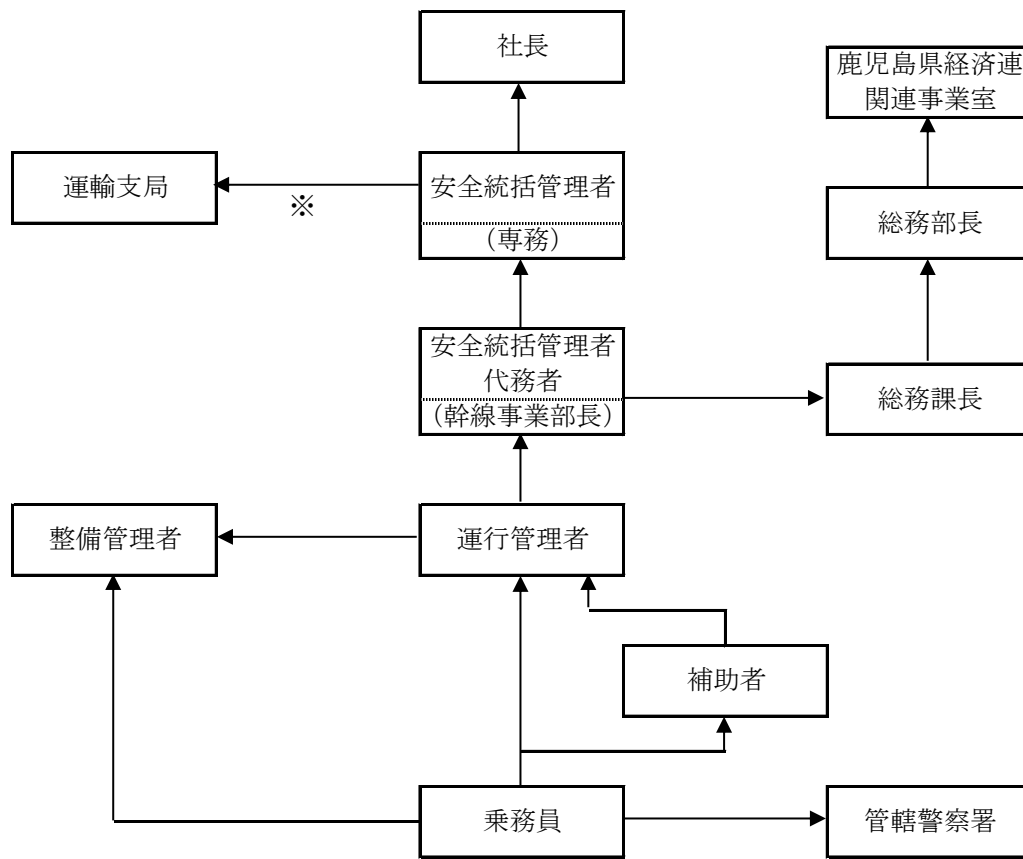 社長
鹿児島県経済連
関連事業室
運輸支局
※
安全統括管理者
（専務）
総務部長
安全統括管理者
代務者
（幹線事業部長）
総務課長
整備管理者
運行管理者
補助者
乗務員
管轄警察署